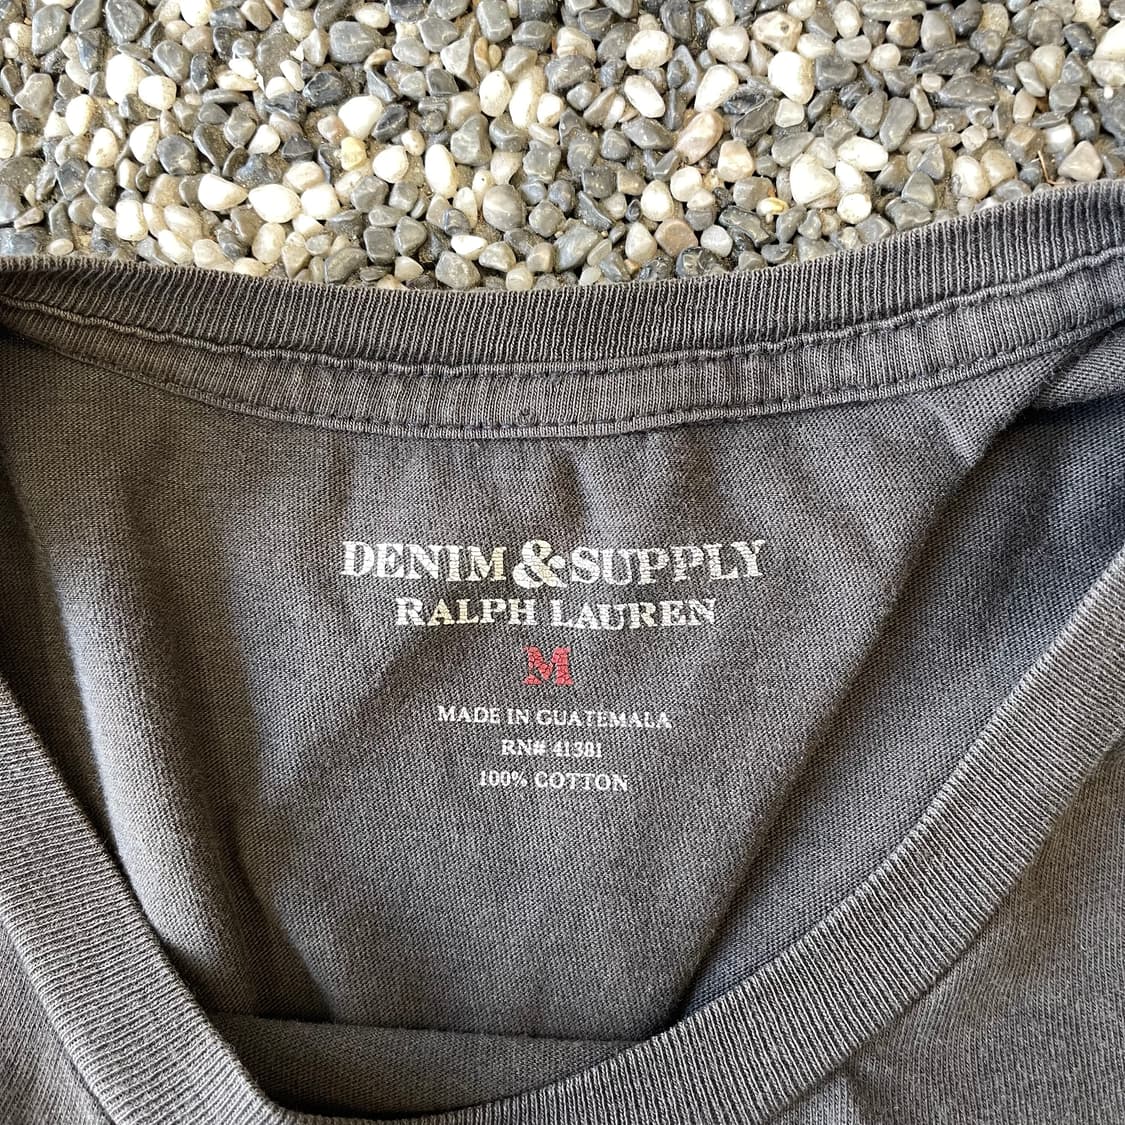 DENIM & SUPPLY
RALPH LAUREN
M
MADE IN GUATEMALA
RN# 41381
100% COTTON